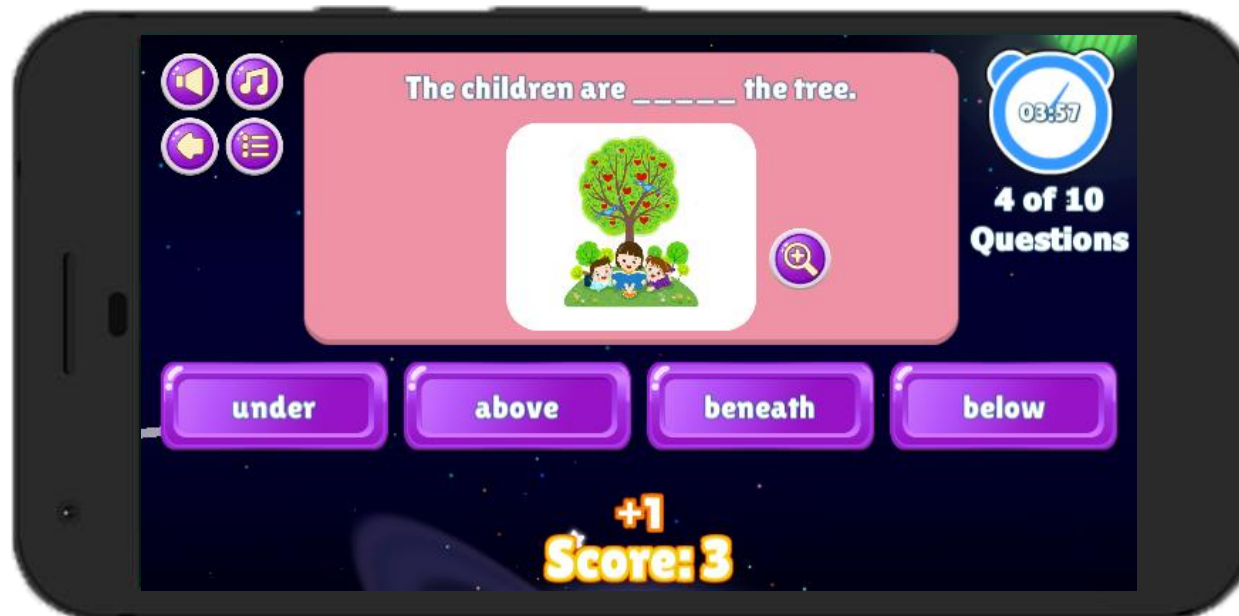 The children are _____ the tree.
03:57
4 of 10
Questions
under
above
beneath
below
+1
Score: 3